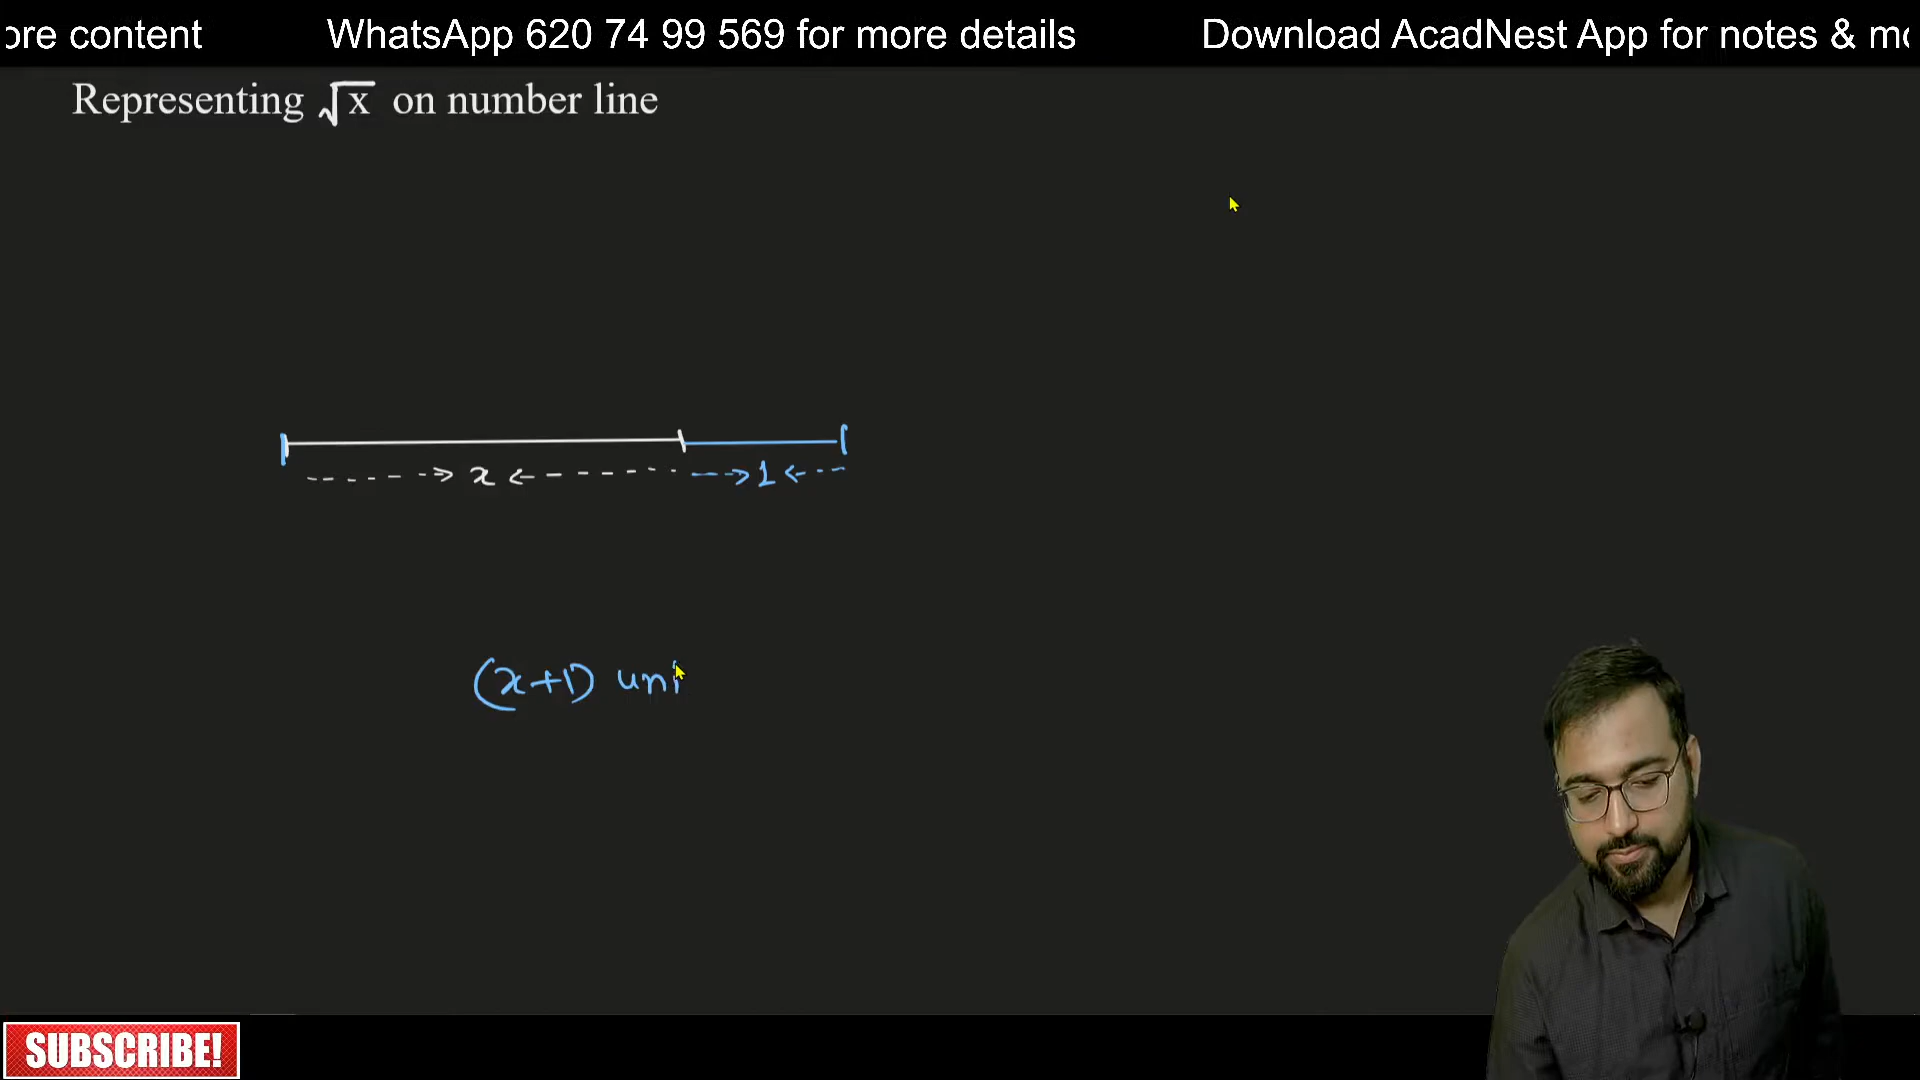 ore content WhatsApp 620 74 99 569 for more details Download AcadNest App for notes & mo
Representing √x on number line
x 1
(x+1) uni
SUBSCRIBE!